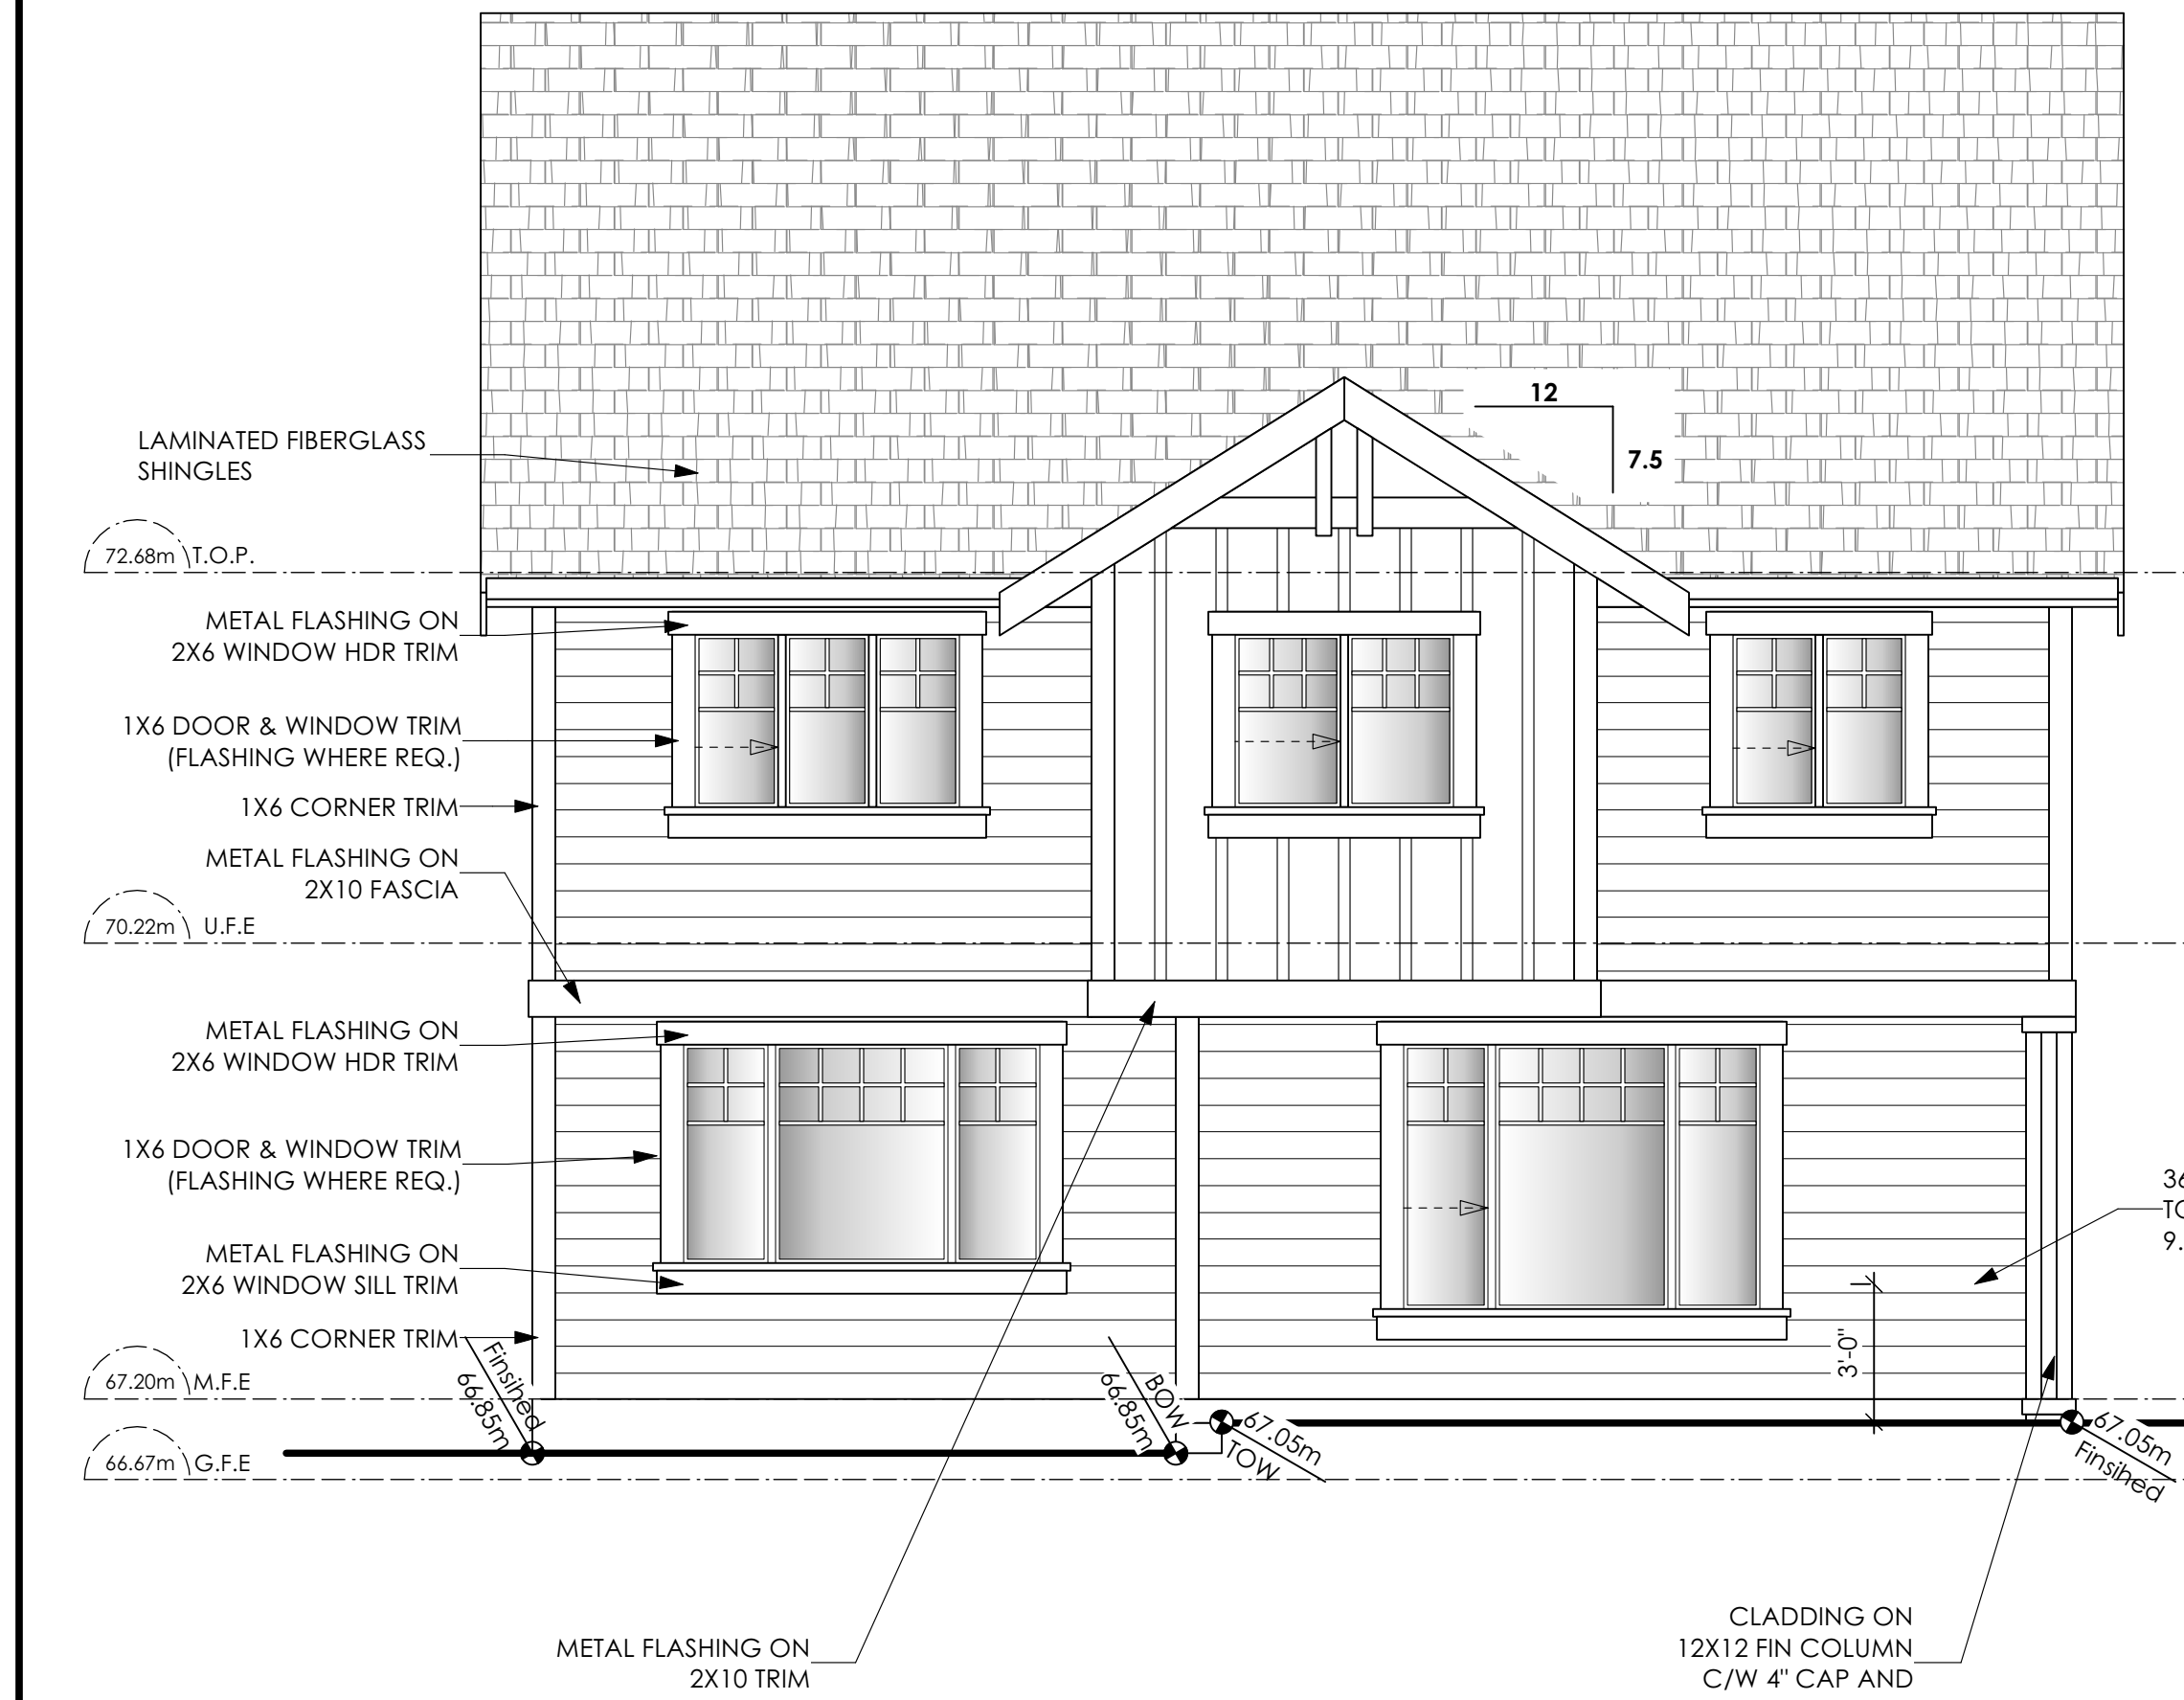 12
7.5
LAMINATED FIBERGLASS
SHINGLES
72.68m T.O.P.
METAL FLASHING ON
2X6 WINDOW HDR TRIM
1X6 DOOR & WINDOW TRIM
(FLASHING WHERE REQ.)
1X6 CORNER TRIM
METAL FLASHING ON
2X10 FASCIA
70.22m U.F.E
METAL FLASHING ON
2X6 WINDOW HDR TRIM
1X6 DOOR & WINDOW TRIM
(FLASHING WHERE REQ.)
METAL FLASHING ON
2X6 WINDOW SILL TRIM
1X6 CORNER TRIM
67.20m M.F.E
66.67m G.F.E
Finsihed
66.85m
BOW
66.85m
67.05m
TOW
3'-0"
67.05m
Finsihed
METAL FLASHING ON
2X10 TRIM
CLADDING ON
12X12 FIN COLUMN
C/W 4" CAP AND